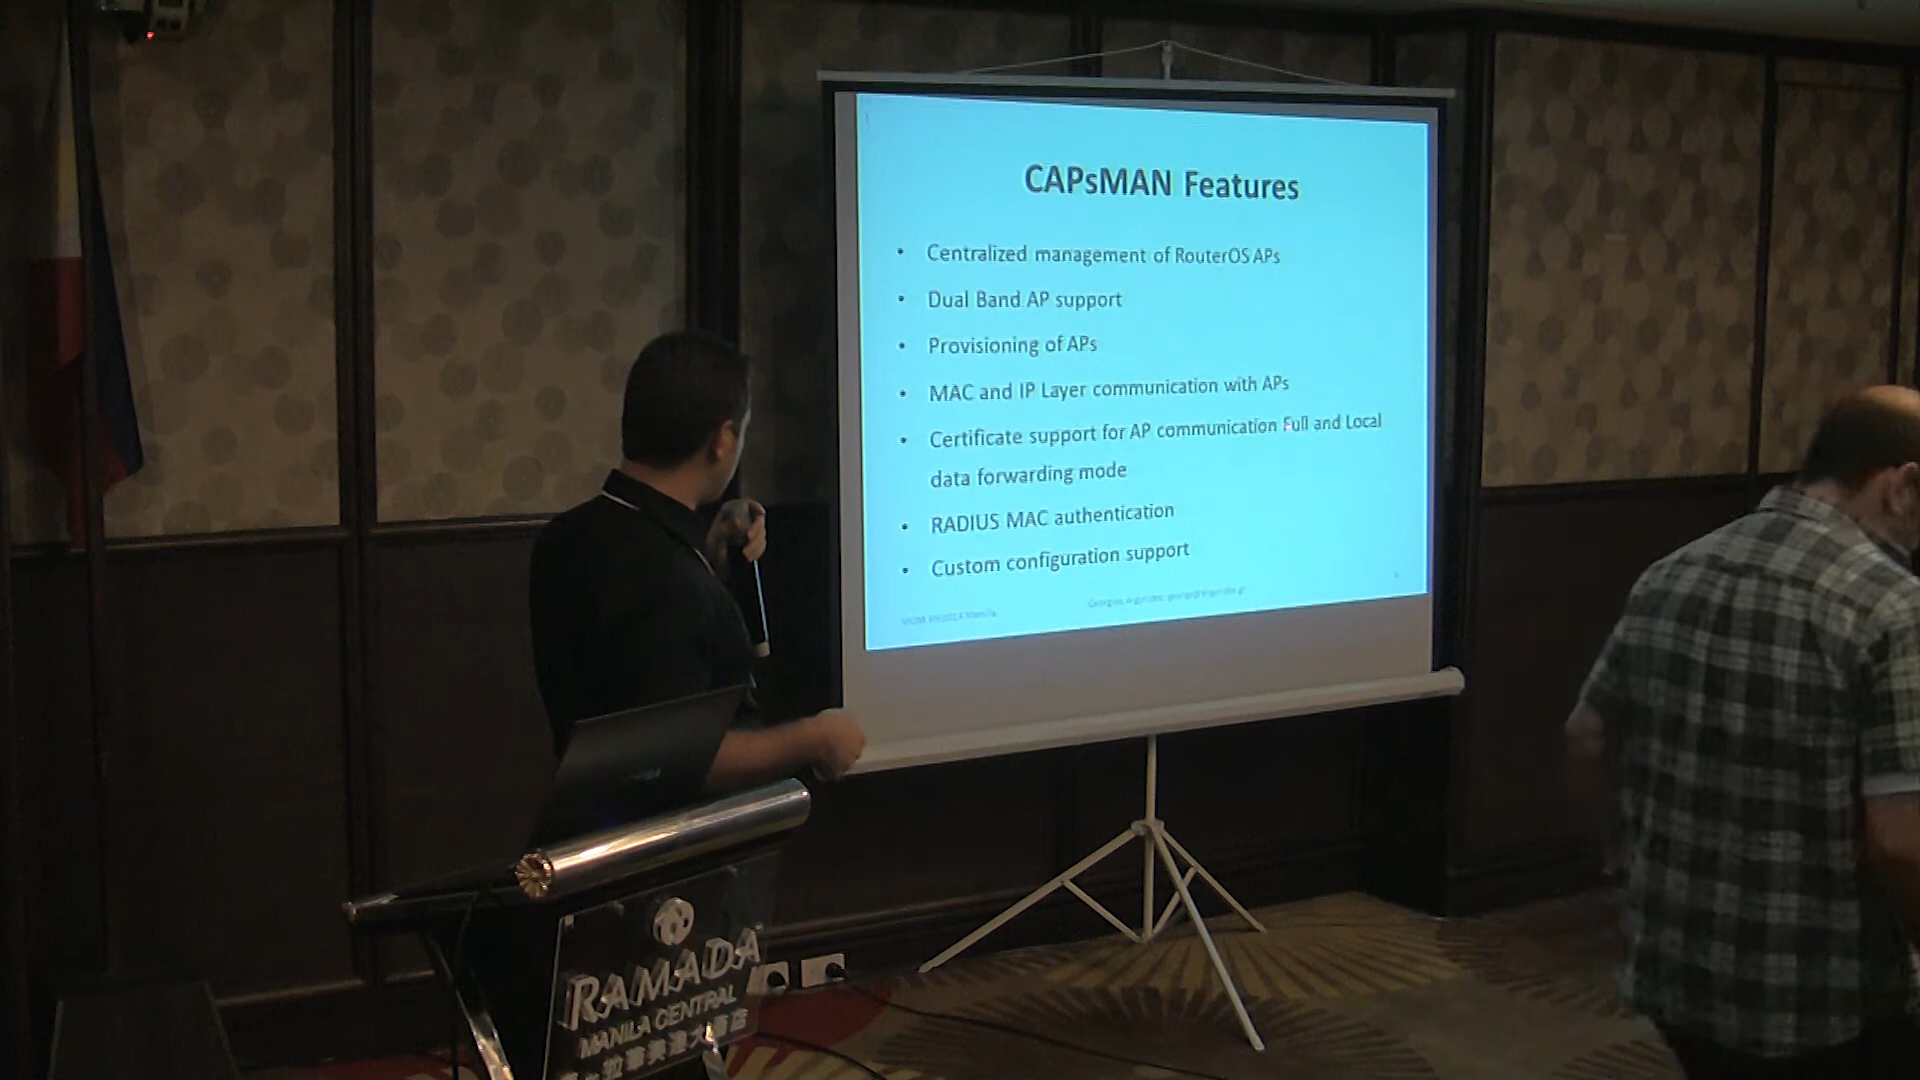 CAPsMAN Features
• Centralized management of RouterOS APs
• Dual Band AP support
• Provisioning of APs
• MAC and IP Layer communication with APs
• Certificate support for AP communication Full and Local
data forwarding mode
• RADIUS MAC authentication
• Custom configuration support
Manila
RAMADA
MANILA CENTRAL